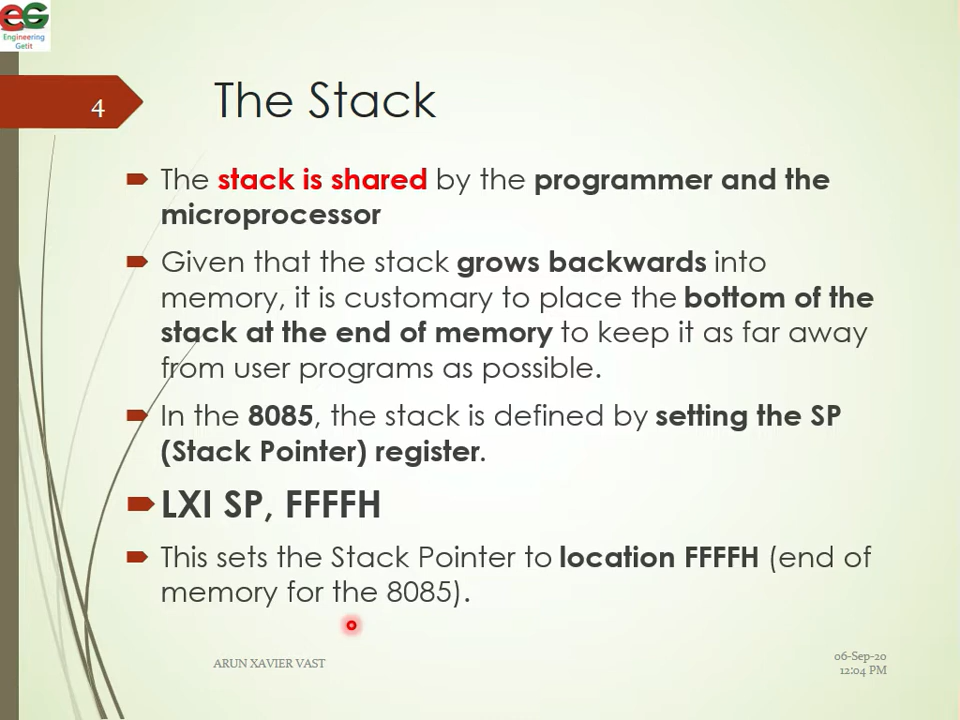 EG
Engineering
Getit
4
The Stack
The stack is shared by the programmer and the
microprocessor
Given that the stack grows backwards into
memory, it is customary to place the bottom of the
stack at the end of memory to keep it as far away
from user programs as possible.
In the 8085, the stack is defined by setting the SP
(Stack Pointer) register.
LXI SP, FFFFH
This sets the Stack Pointer to location FFFFH (end of
memory for the 8085).
ARUN XAVIER VAST
06-Sep-20
12:04 PM